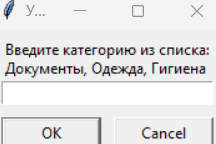 У...
Введите категорию из списка:
Документы, Одежда, Гигиена
OK
Cancel